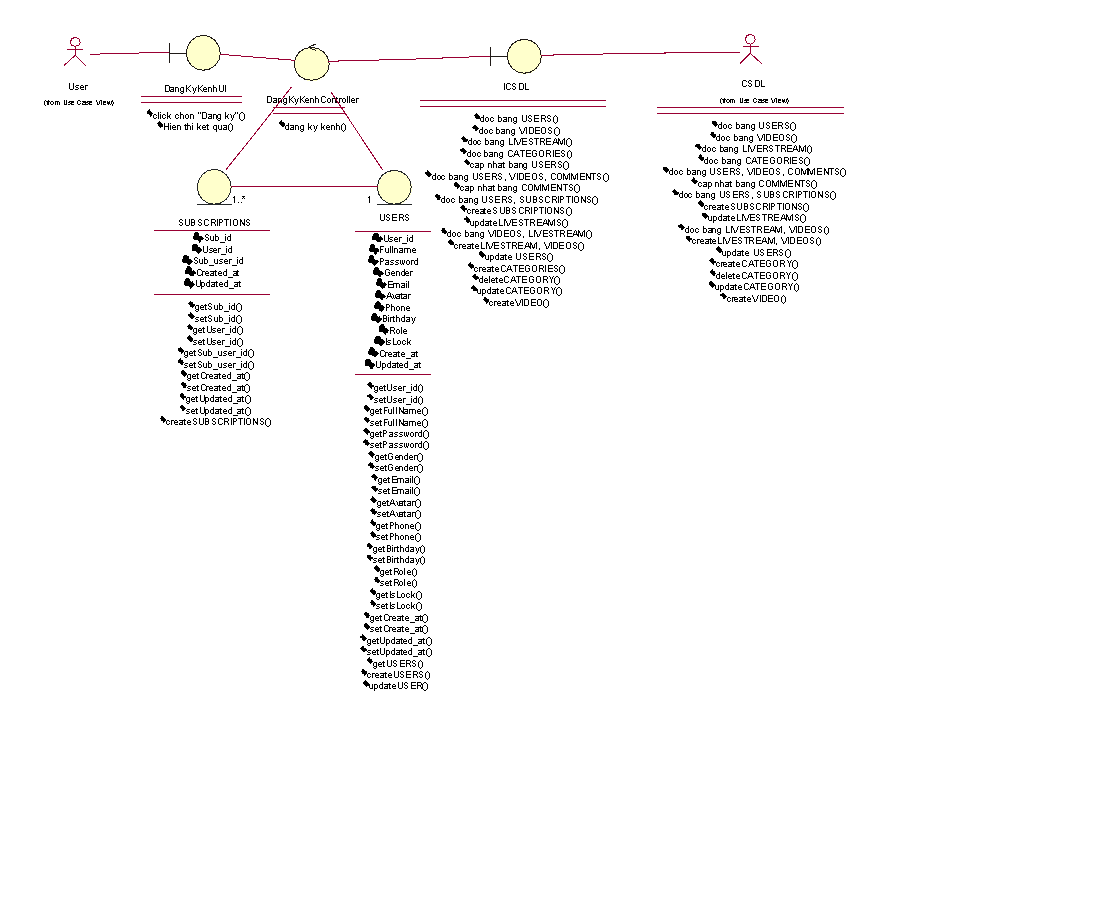 User
(from Use Case View)
DangKyKenhUI
click chon "Dang ky"()
Hien thi ket qua()
DangKyKenhController
dang ky kenh()
ICSDL
doc bang USERS()
doc bang VIDEOS()
doc bang LIVESTREAM()
doc bang CATEGORIES()
cap nhat bang USERS()
doc bang USERS, VIDEOS, COMMENTS()
cap nhat bang COMMENTS()
doc bang USERS, SUBSCRIPTIONS()
createSUBSCRIPTIONS()
updateLIVESTREAMS()
doc bang VIDEOS, LIVESTREAM()
createLIVESTREAM, VIDEOS()
update USERS()
createCATEGORIES()
deleteCATEGORY()
updateCATEGORY()
createVIDEO()
CSDL
(from Use Case View)
doc bang USERS()
doc bang VIDEOS()
doc bang LIVERSTREAM()
doc bang CATEGORIES()
doc bang USERS, VIDEOS, COMMENTS()
cap nhat bang COMMENTS()
doc bang USERS, SUBSCRIPTIONS()
createSUBSCRIPTIONS()
updateLIVESTREAMS()
doc bang LIVESTREAM, VIDEOS()
createLIVESTREAM, VIDEOS()
update USERS()
createCATEGORY()
deleteCATEGORY()
updateCATEGORY()
createVIDEO()
1..*
1
SUBSCRIPTIONS
Sub_id
User_id
Sub_user_id
Created_at
Updated_at
getSub_id()
setSub_id()
getUser_id()
setUser_id()
getSub_user_id()
setSub_user_id()
getCreated_at()
setCreated_at()
getUpdated_at()
setUpdated_at()
createSUBSCRIPTIONS()
USERS
User_id
Fullname
Password
Gender
Email
Avatar
Phone
Birthday
Role
IsLock
Create_at
Updated_at
getUser_id()
setUser_id()
getFullName()
setFullName()
getPassword()
setPassword()
getGender()
setGender()
getEmail()
setEmail()
getAvatar()
setAvatar()
getPhone()
setPhone()
getBirthday()
setBirthday()
getRole()
setRole()
getIsLock()
setIsLock()
getCreate_at()
setCreate_at()
getUpdated_at()
setUpdated_at()
getUSERS()
createUSERS()
updateUSER()